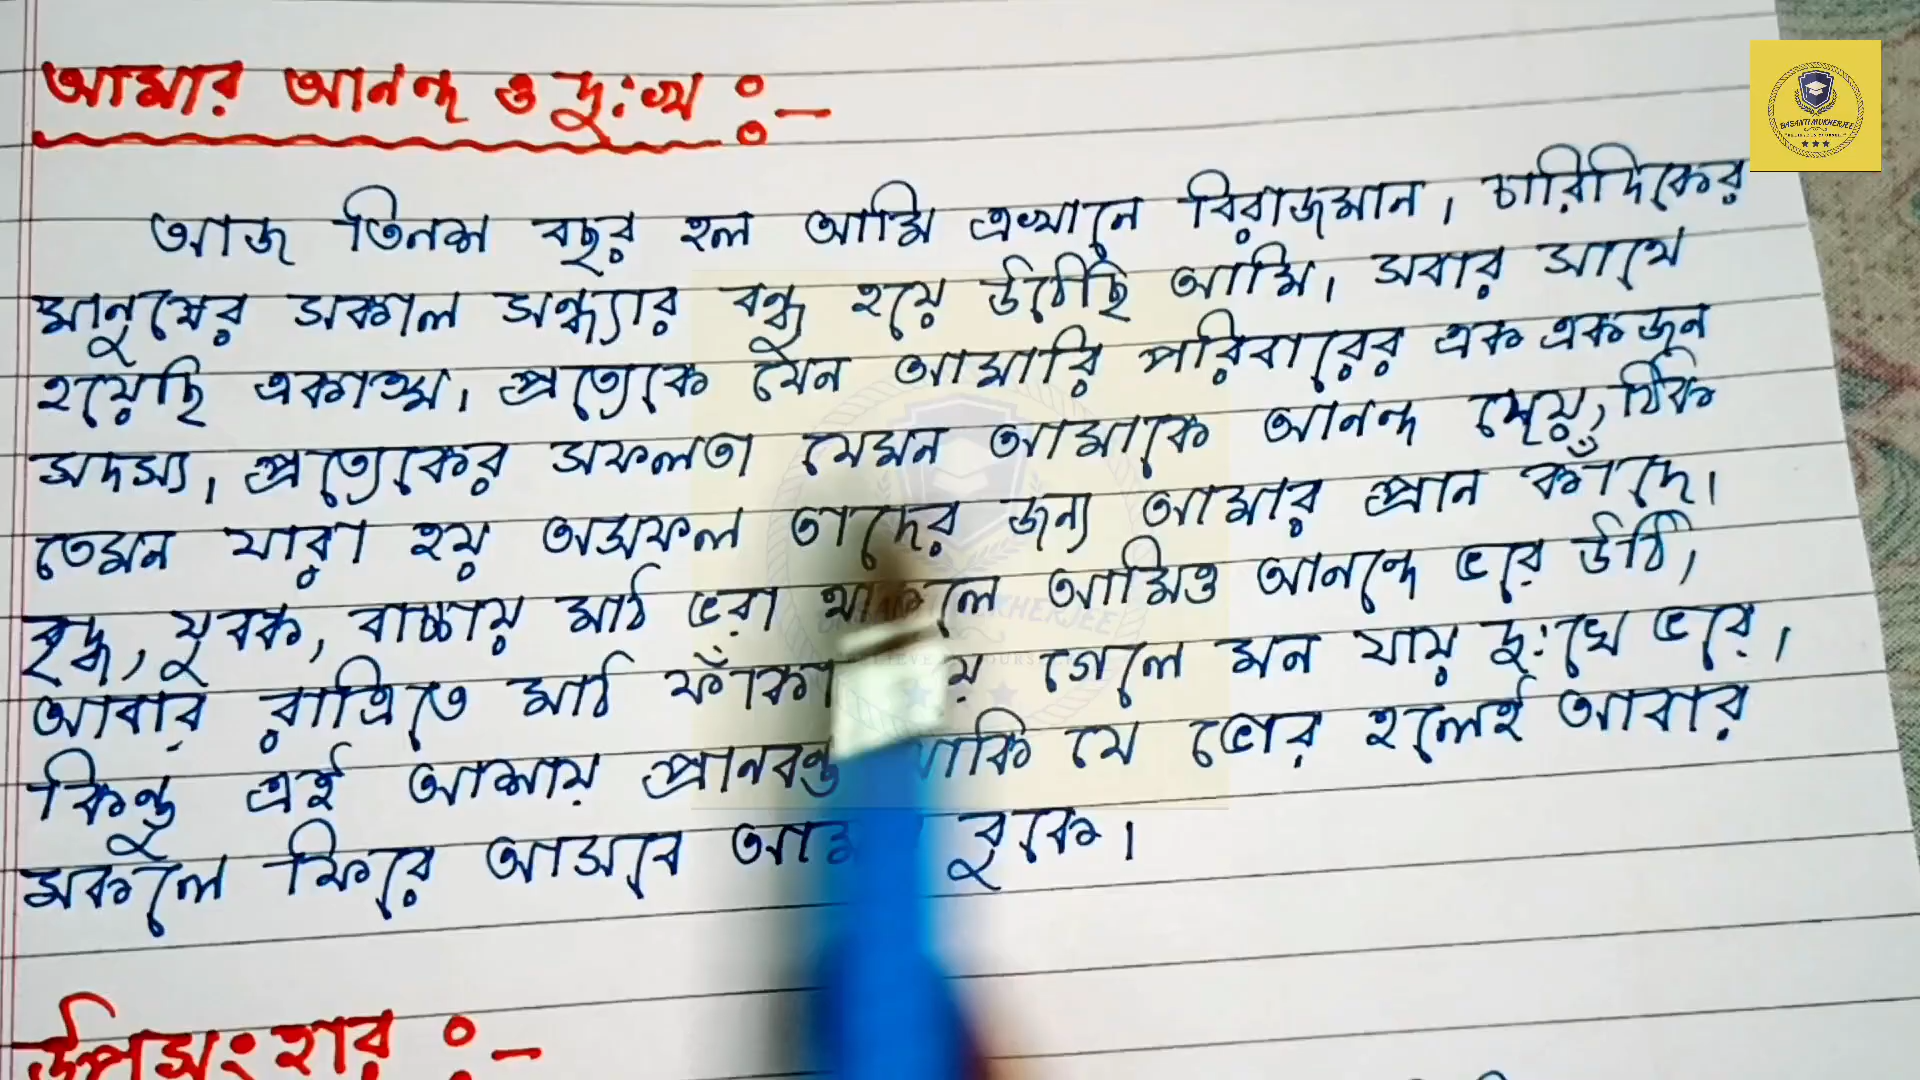 আমার আনন্দ ও দু:খ :-
আজ তিনশ বছর হল আমি এখানে বিরাজমান। চারিদিকের
মানুষের সকাল সন্ধ্যার বন্ধু হয়ে উঠেছি আমি। সবার সাথে
হয়েছি একাত্ম। প্রত্যেকে যেন আমারি পরিবারের এক একজন
সদস্য। প্রত্যেকের সফলতা যেমন আমাকে আনন্দ দেয়, ঠিক
তেমন যারা হয় অসফল তাদের জন্য আমার প্রান কাঁদে।
বৃদ্ধ, যুবক, বাচ্চায় মাঠ ভরা থাকলে আমিও আনন্দে ভরে উঠি,
আবার রাত্রিতে মাঠ ফাঁকা গেলে মন যায় দু:খে ভরে।
কিন্তু এই আশায় প্রানবন্ত থাকি যে ভোর হলেই আবার
সকলে ফিরে আসবে বুকে।
উপসংহার :-
BASANTI MUKHERJEE